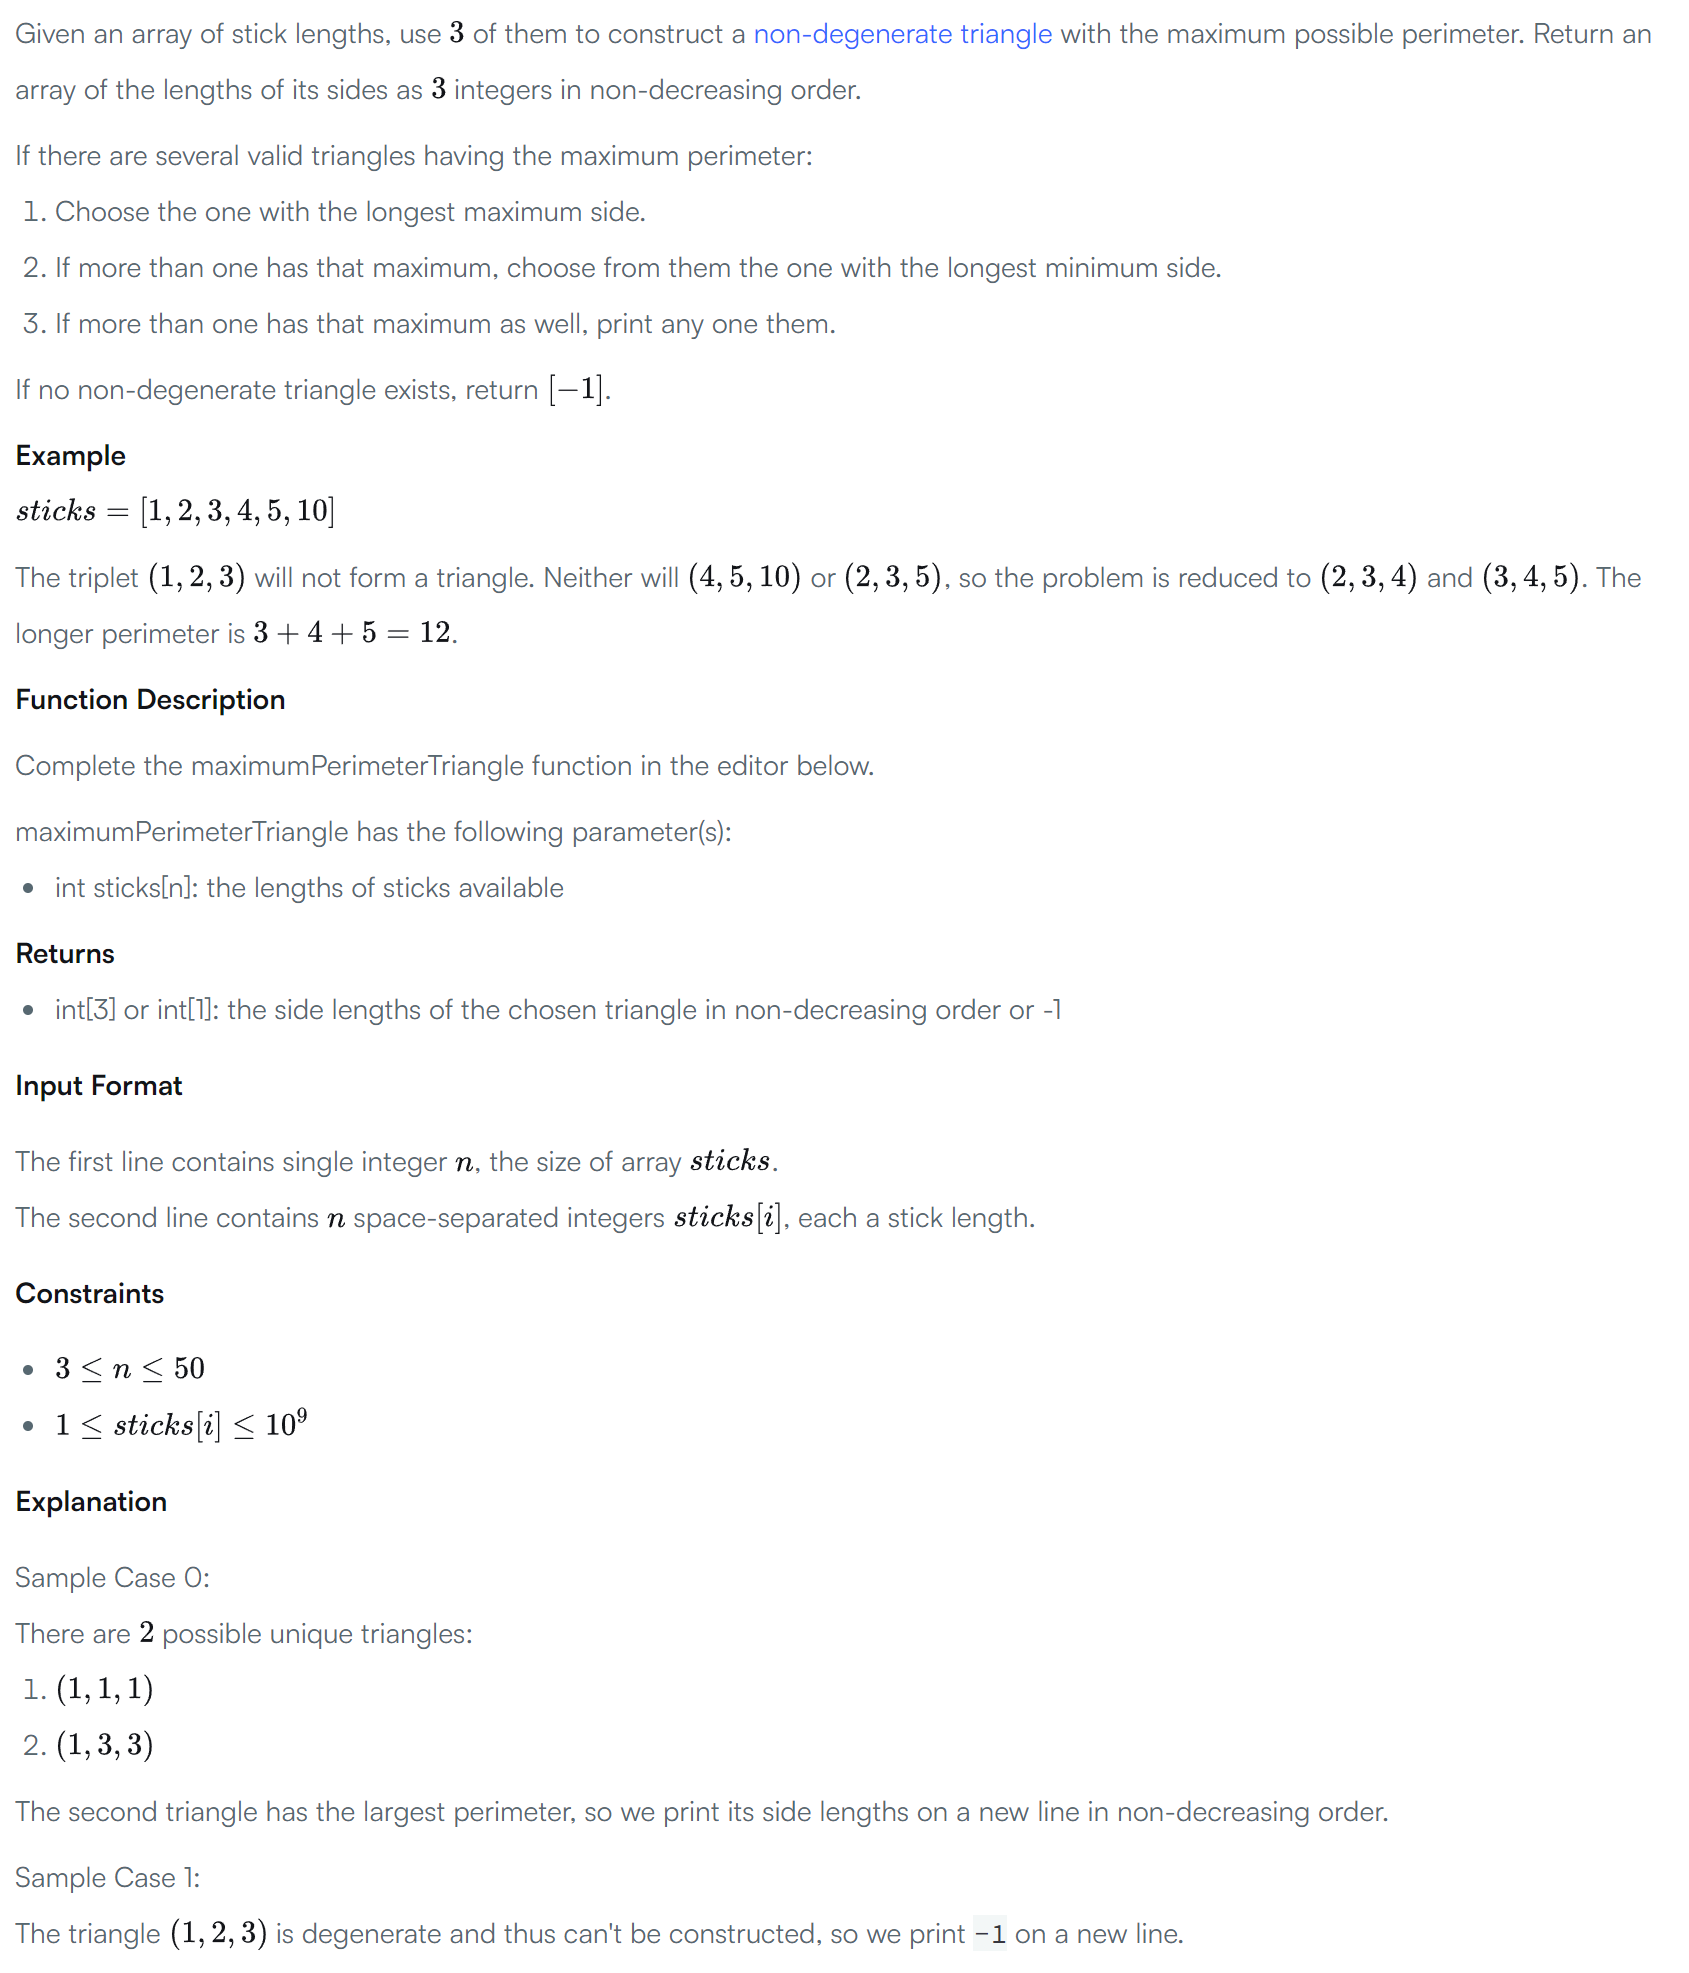 Given an array of stick lengths, use 3 of them to construct a non-degenerate triangle with the maximum possible perimeter. Return an
array of the lengths of its sides as 3 integers in non-decreasing order.
If there are several valid triangles having the maximum perimeter:
1. Choose the one with the longest maximum side.
2. If more than one has that maximum, choose from them the one with the longest minimum side.
3. If more than one has that maximum as well, print any one them.
If no non-degenerate triangle exists, return [−1].
Example
sticks = [1, 2, 3, 4, 5, 10]
The triplet (1, 2, 3) will not form a triangle. Neither will (4, 5, 10) or (2, 3, 5), so the problem is reduced to (2, 3, 4) and (3, 4, 5). The
longer perimeter is 3 + 4 + 5 = 12.
Function Description
Complete the maximumPerimeterTriangle function in the editor below.
maximumPerimeterTriangle has the following parameter(s):
• int sticks[n]: the lengths of sticks available
Returns
• int[3] or int[1]: the side lengths of the chosen triangle in non-decreasing order or -1
Input Format
The first line contains single integer n, the size of array sticks.
The second line contains n space-separated integers sticks[i], each a stick length.
Constraints
• 3 ≤ n ≤ 50
• 1 ≤ sticks[i] ≤ 10⁹
Explanation
Sample Case 0:
There are 2 possible unique triangles:
1. (1, 1, 1)
2. (1, 3, 3)
The second triangle has the largest perimeter, so we print its side lengths on a new line in non-decreasing order.
Sample Case 1:
The triangle (1, 2, 3) is degenerate and thus can't be constructed, so we print -1 on a new line.